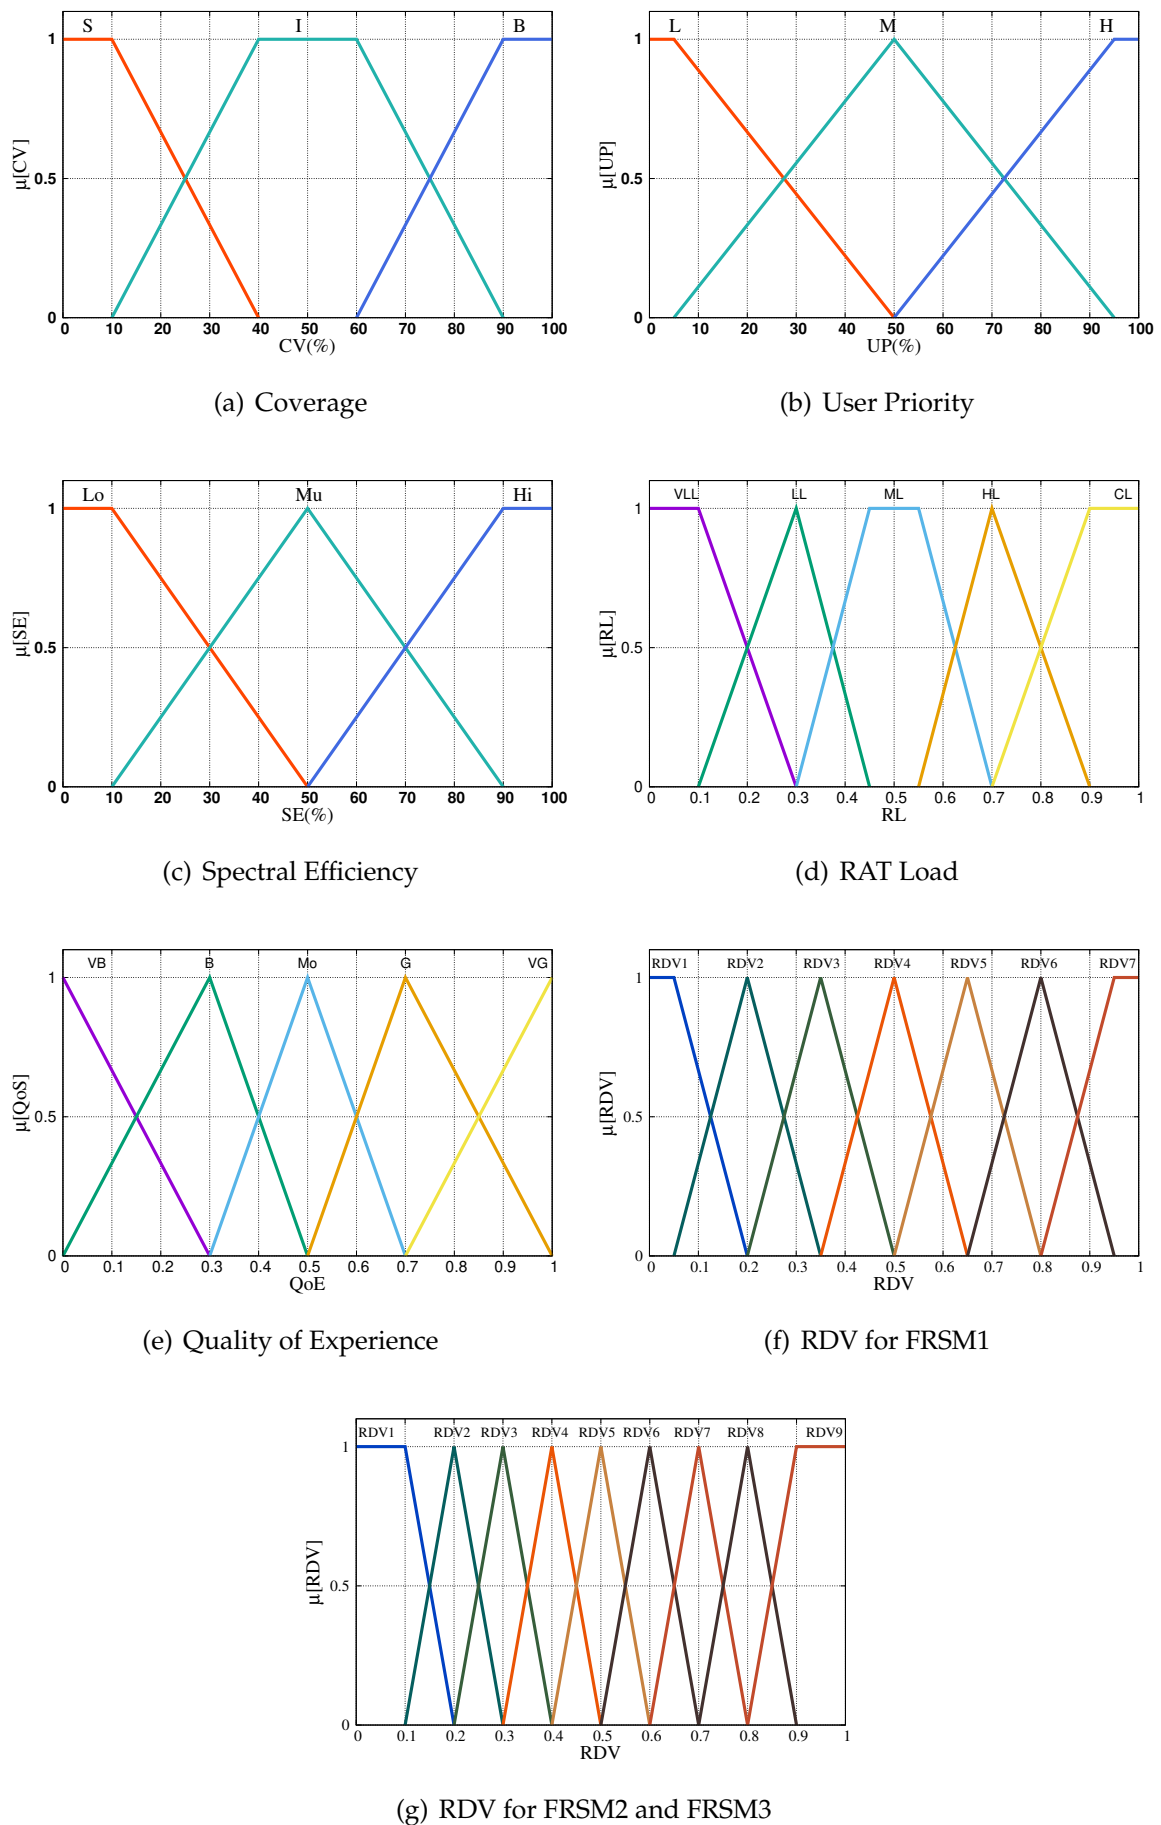 S I B
1
0.5
0
μ[CV]
0 10 20 30 40 50 60 70 80 90 100
CV(%)
(a) Coverage
L M H
1
0.5
0
μ[UP]
0 10 20 30 40 50 60 70 80 90 100
UP(%)
(b) User Priority
Lo Mu Hi
1
0.5
0
μ[SE]
0 10 20 30 40 50 60 70 80 90 100
SE(%)
(c) Spectral Efficiency
VLL LL ML HL CL
1
0.5
0
μ[RL]
0 0.1 0.2 0.3 0.4 0.5 0.6 0.7 0.8 0.9 1
RL
(d) RAT Load
VB B Mo G VG
1
0.5
0
μ[QoS]
0 0.1 0.2 0.3 0.4 0.5 0.6 0.7 0.8 0.9 1
QoE
(e) Quality of Experience
RDV1 RDV2 RDV3 RDV4 RDV5 RDV6 RDV7
1
0.5
0
μ[RDV]
0 0.1 0.2 0.3 0.4 0.5 0.6 0.7 0.8 0.9 1
RDV
(f) RDV for FRSM1
RDV1 RDV2 RDV3 RDV4 RDV5 RDV6 RDV7 RDV8 RDV9
1
0.5
0
μ[RDV]
0 0.1 0.2 0.3 0.4 0.5 0.6 0.7 0.8 0.9 1
RDV
(g) RDV for FRSM2 and FRSM3